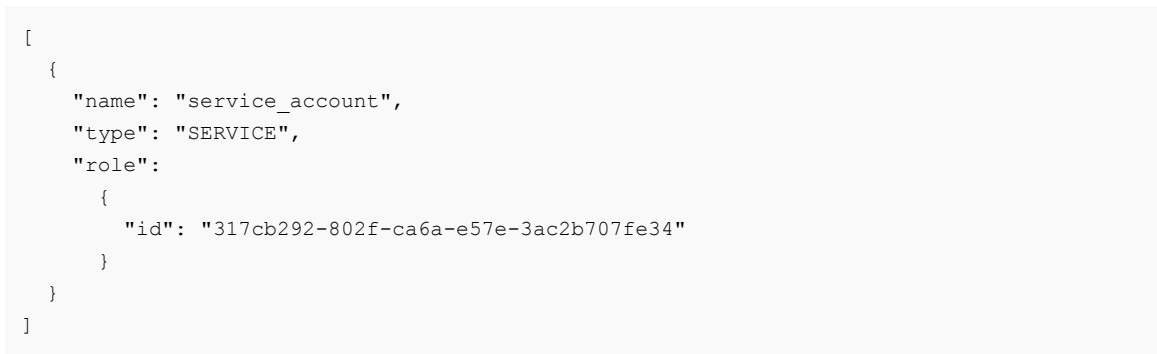 [
  {
    "name": "service_account",
    "type": "SERVICE",
    "role":
      {
        "id": "317cb292-802f-ca6a-e57e-3ac2b707fe34"
      }
  }
]